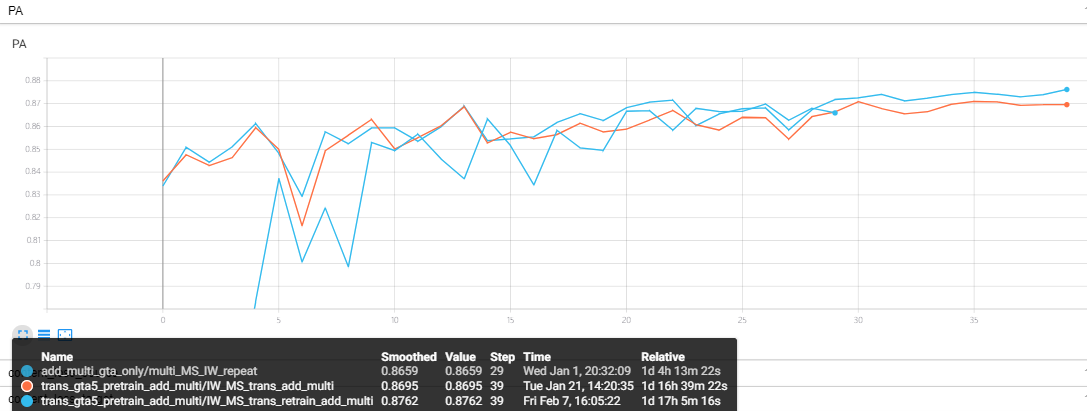 PA
PA
0.88
0.87
0.86
0.85
0.84
0.83
0.82
0.81
0.8
0.79
0 5 10 15 20 25 30 35
Name Smoothed Value Step Time Relative
add_multi_gta_only/multi_MS_IW_repeat 0.8659 0.8659 29 Wed Jan 1, 20:32:09 1d 4h 13m 22s
trans_gta5_pretrain_add_multi/IW_MS_trans_add_multi 0.8695 0.8695 39 Tue Jan 21, 14:20:35 1d 16h 39m 22s
trans_gta5_pretrain_add_multi/IW_MS_trans_retrain_add_multi 0.8762 0.8762 39 Fri Feb 7, 16:05:22 1d 17h 5m 16s